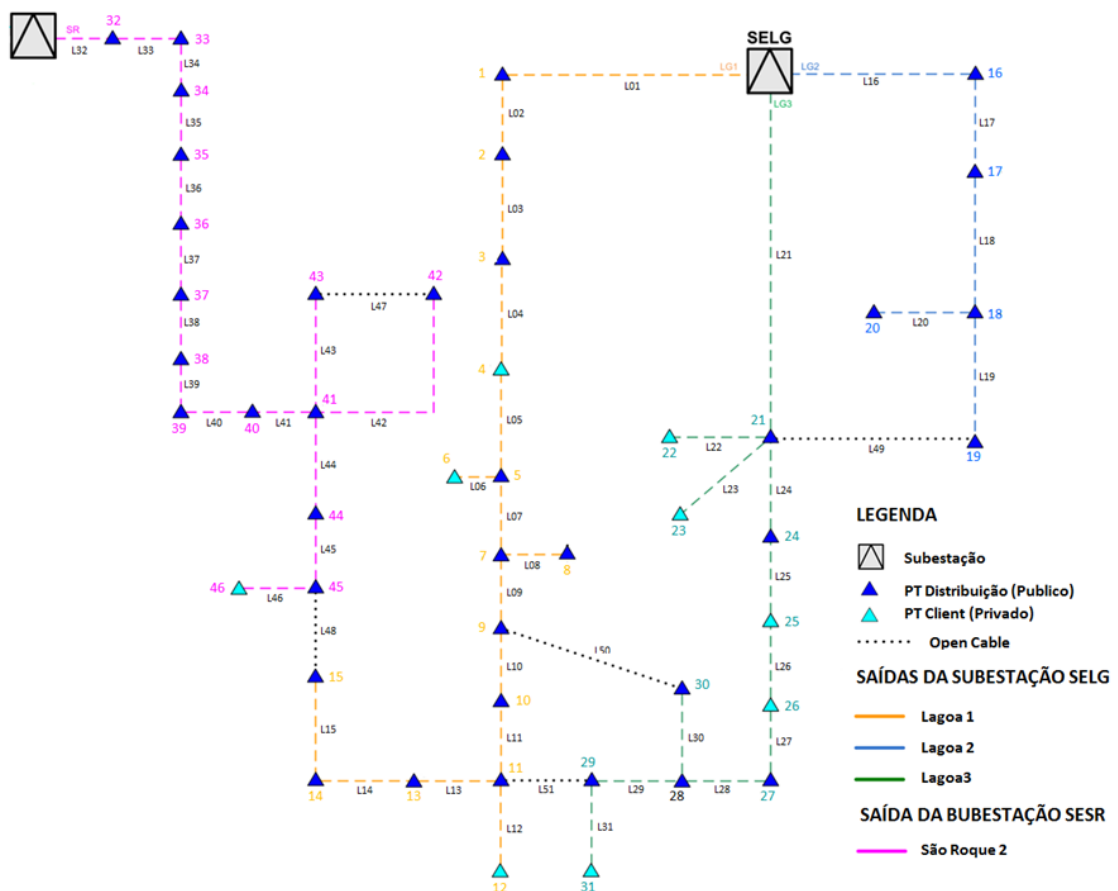 32
SR
L32
L33
33
SELG
LG1
LG2
L34
1
L01
LG3
L16
16
34
L02
L17
L35
35
2
17
L36
L03
36
L37
3
L21
L18
43
42
37
L47
L38
L04
20
L20
18
38
L43
4
L19
L39
41
39
L40
40
L41
L42
L05
21
22
L22
L49
19
L44
6
5
L06
L23
L24
44
L07
23
24
LEGENDA
L45
7
L08
8
L25
Subestação
46
L46
45
L09
PT Distribução (Publico)
25
PT Client (Privado)
L48
9
L50
L26
Open Cable
15
30
10
L10
26
SAÍDAS DA SUBESTAÇÃO SELG
L15
L11
L30
L27
Lagoa 1
11
29
Lagoa 2
14
L14
13
L13
L51
L29
28
L28
27
Lagoa3
L12
L31
SAÍDA DA BUBESTAÇÃO SESR
12
31
São Roque 2